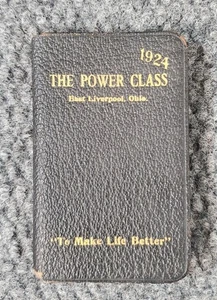 1924
THE POWER CLASS
East Liverpool, Ohio.
"To Make Life Better"